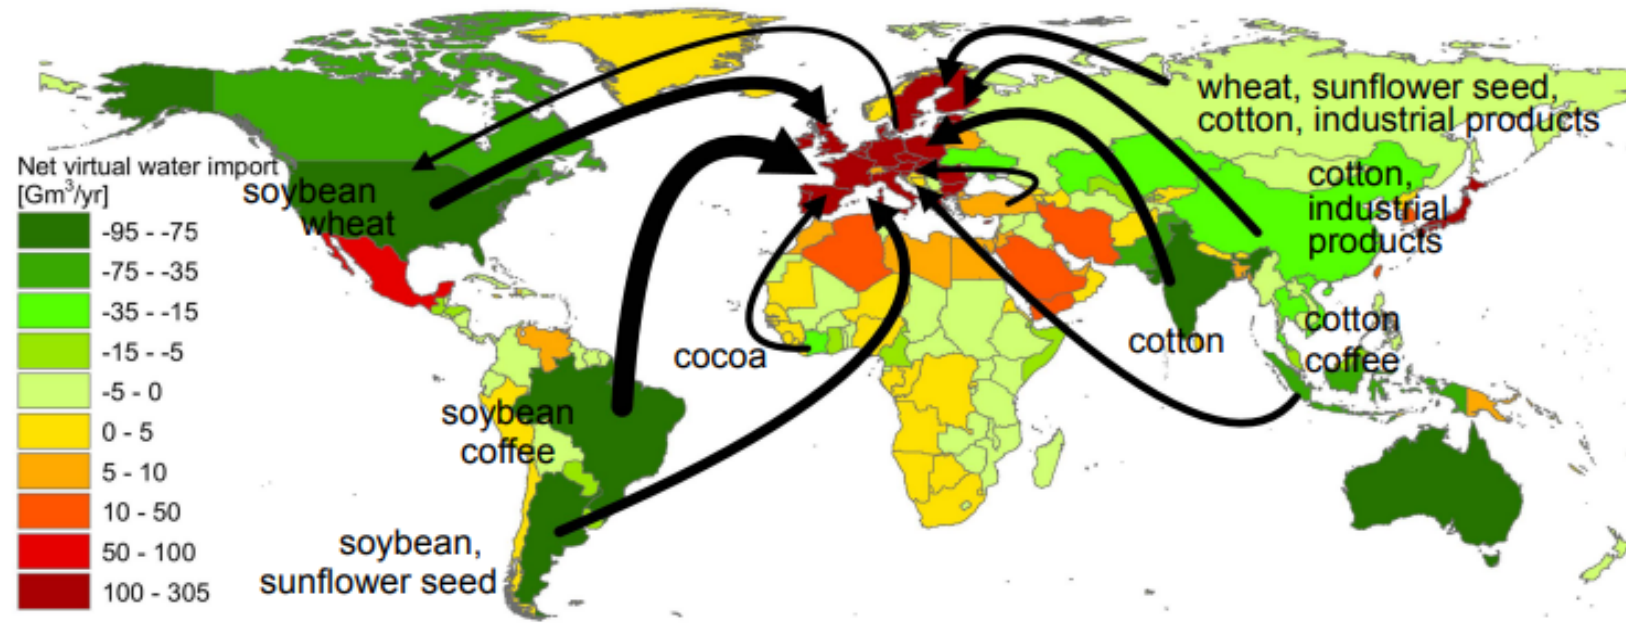 Net virtual water import
[Gm³/yr)
-95 - -75
-75 - -35
-35 - -15
-15 - -5
-5 - 0
0 - 5
5 - 10
10 - 50
50 - 100
100 - 305
soybean
wheat
soybean
coffee
soybean,
sunflower seed
cocoa
wheat, sunflower seed,
cotton, industrial products
cotton,
industrial
products
cotton
cotton
coffee